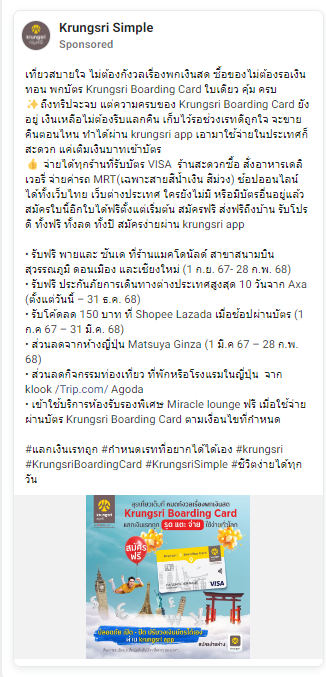 Krungsri Simple
Sponsored
เที่ยวสบายใจ ไม่ต้องกังวลเรื่องพกเงินสด ซื้อของไม่ต้องรอเงิน
ทอน พกบัตร Krungsri Boarding Card ใบเดียว คุ้ม ครบ
✨ถึงทริปจะจบ แต่ความครบของ Krungsri Boarding Card ยัง
อยู่ เงินเหลือไม่ต้องรีบแลกคืน เก็บไว้รอช่วงเรทดีถูกใจ จะขาย
คืนตอนไหน ทำได้ผ่าน krungsri app เอามาใช้จ่ายในประเทศก็
สะดวก แค่เติมเงินบาทเข้าบัตร
👍 จ่ายได้ทุกร้านที่รับบัตร VISA ร้านสะดวกซื้อ สั่งอาหารเดลิ
เวอรี่ จ่ายค่ารถ MRT(เฉพาะสายสีน้ำเงิน สีม่วง) ช้อปออนไลน์
ได้ทั้งเว็บไทย เว็บต่างประเทศ ใครยังไม่มี หรือมีบัตรอื่นอยู่แล้ว
สมัครใบนี้อีกใบได้ฟรีตั้งแต่เริ่มต้น สมัครฟรี ส่งฟรีถึงบ้าน รับโปร
ดี ทั้งฟรี ทั้งลด ทั้งปี สมัครง่ายผ่าน krungsri app
• รับฟรี พายและ ซันเด ที่ร้านแมคโดนัลด์ สาขาสนามบิน
สุวรรณภูมิ ดอนเมือง และเชียงใหม่ (1 ก.ย. 67- 28 ก.พ. 68)
• รับฟรี ประกันภัยการเดินทางต่างประเทศสูงสุด 10 วันจาก Axa
(ตั้งแต่วันนี้ – 31 ธ.ค. 68)
• รับโค้ดลด 150 บาท ที่ Shopee Lazada เมื่อช้อปผ่านบัตร (1
ก.ค 67 – 31 มี.ค. 68)
• ส่วนลดจากห้างญี่ปุ่น Matsuya Ginza (1 มี.ค 67 – 28 ก.พ.
68)
• ส่วนลดกิจกรรมท่องเที่ยว ที่พักหรือโรงแรมในญี่ปุ่น จาก
klook /Trip.com/ Agoda
• เข้าใช้บริการห้องรับรองพิเศษ Miracle lounge ฟรี เมื่อใช้จ่าย
ผ่านบัตร Krungsri Boarding Card ตามเงื่อนไขที่กำหนด
#แลกเงินเรทถูก #กำหนดเรทที่อยากได้ได้เอง #krungsri
#KrungsriBoardingCard #KrungsriSimple #ชีวิตง่ายได้ทุก
วัน
krungsri
กรุงศรี
ลุยเที่ยวเต็มที่ หมดกังวลเรื่องพกเงินสด
Krungsri Boarding Card
แลกเงินเรทถูก รูด แตะ จ่าย ใช้จ่ายทั่วโลก
สมัคร
ฟรี
VISA
ปลอดภัย เปิด - ปิด ปรับวงเงินบัตรได้เอง
ผ่าน krungsri app